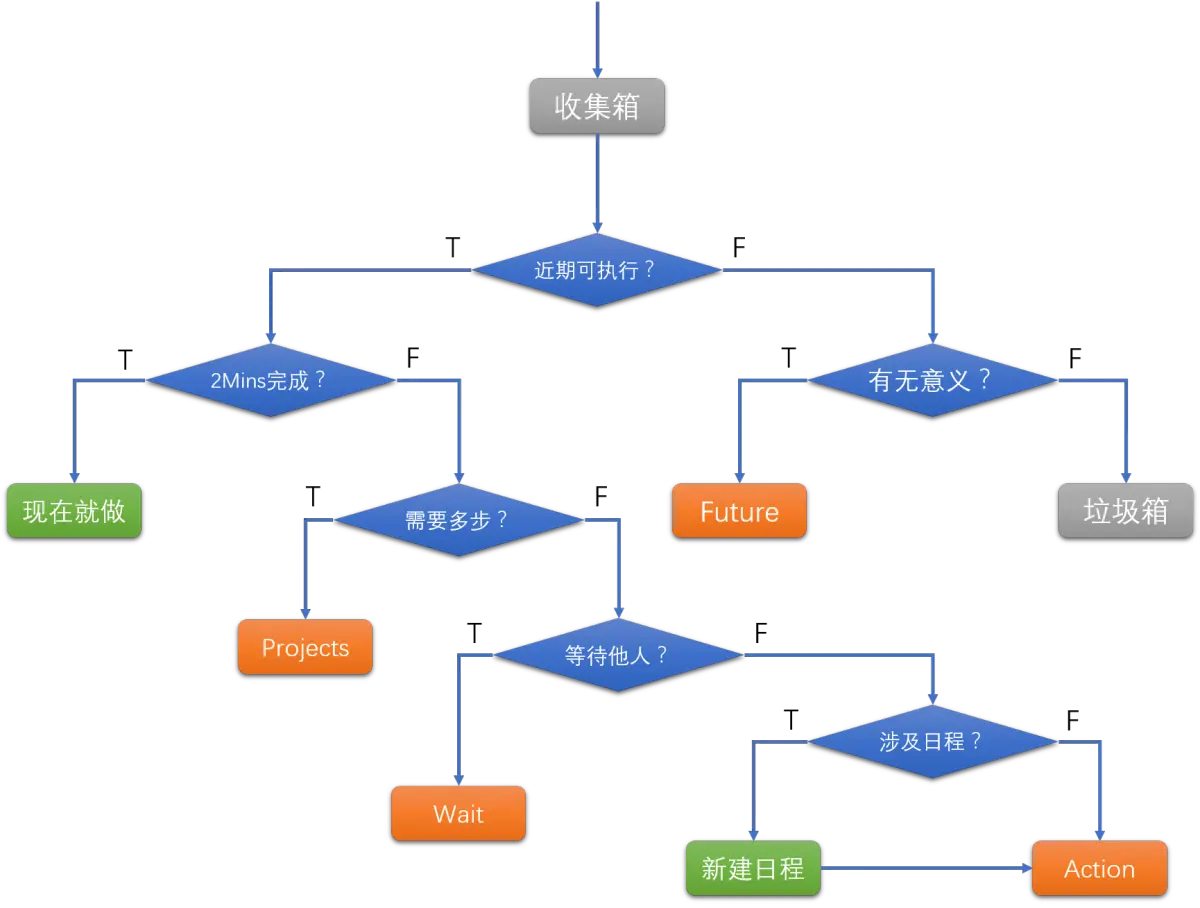 收集箱
T
F
近期可执行？
T
F
T
F
2Mins完成？
有无意义？
现在就做
T
F
Future
垃圾箱
需要多步？
Projects
T
F
等待他人？
T
F
涉及日程？
Wait
新建日程
Action